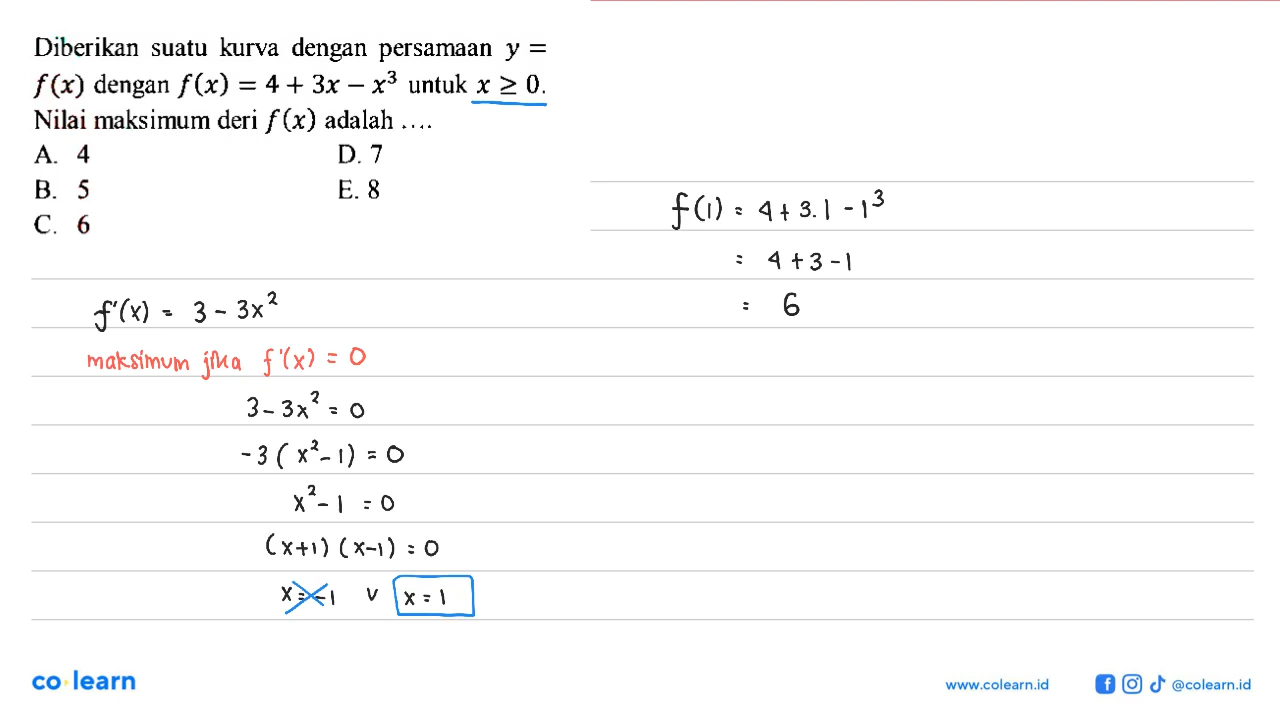 Diberikan suatu kurva dengan persamaan y =
f(x) dengan f(x) = 4 + 3x − x³ untuk x ≥ 0.
Nilai maksimum deri f(x) adalah ....
A. 4 D. 7
B. 5 E. 8
C. 6
f'(x) = 3 - 3x²
maksimum jika f'(x) = 0
3 - 3x² = 0
-3 (x² - 1) = 0
x² - 1 = 0
(x+1) (x-1) = 0
x = -1 v x = 1
f(1) = 4 + 3.1 - 1³
= 4 + 3 - 1
= 6
co learn
www.colearn.id @colearn.id